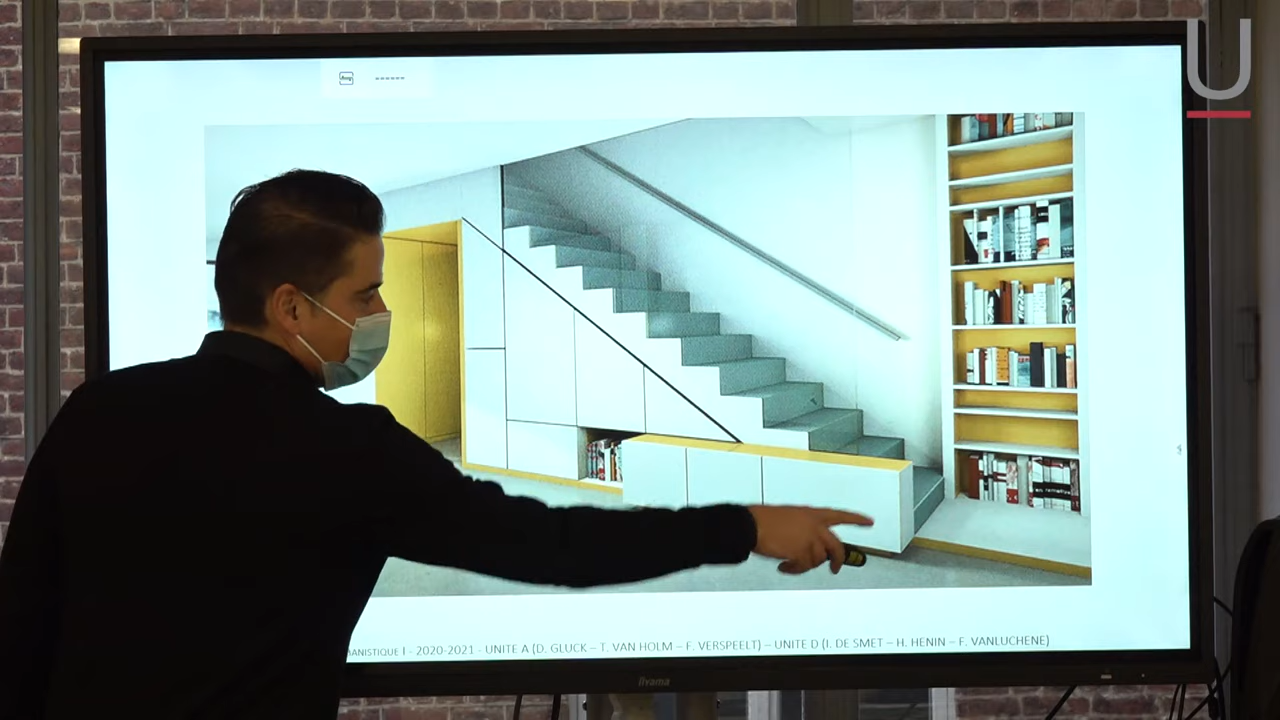 U
ANISTIQUE I - 2020-2021 - UNITE A (D. GLUCK – T. VAN HOLM – F. VERSPEELT) – UNITE D (I. DE SMET – H. HENIN – F. VANLUCHENE)
iiyama